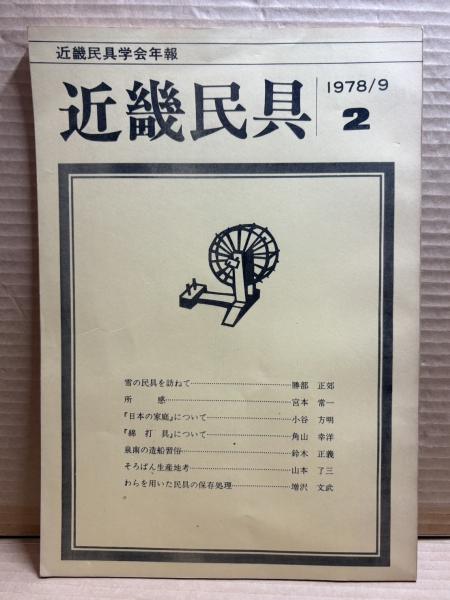 近畿民具学会年報
近畿民具
1978/9
2
雪の民具を訪ねて…………………勝部 正郊
所 感…………………宮本 常一
『日本の家庭』について…………………小谷 方明
『綿 打 具』について…………………角山 幸洋
泉南の造船習俗…………………鈴木 正義
そろばん生産地考…………………山本 了三
わらを用いた民具の保存処理…………………増沢 文武